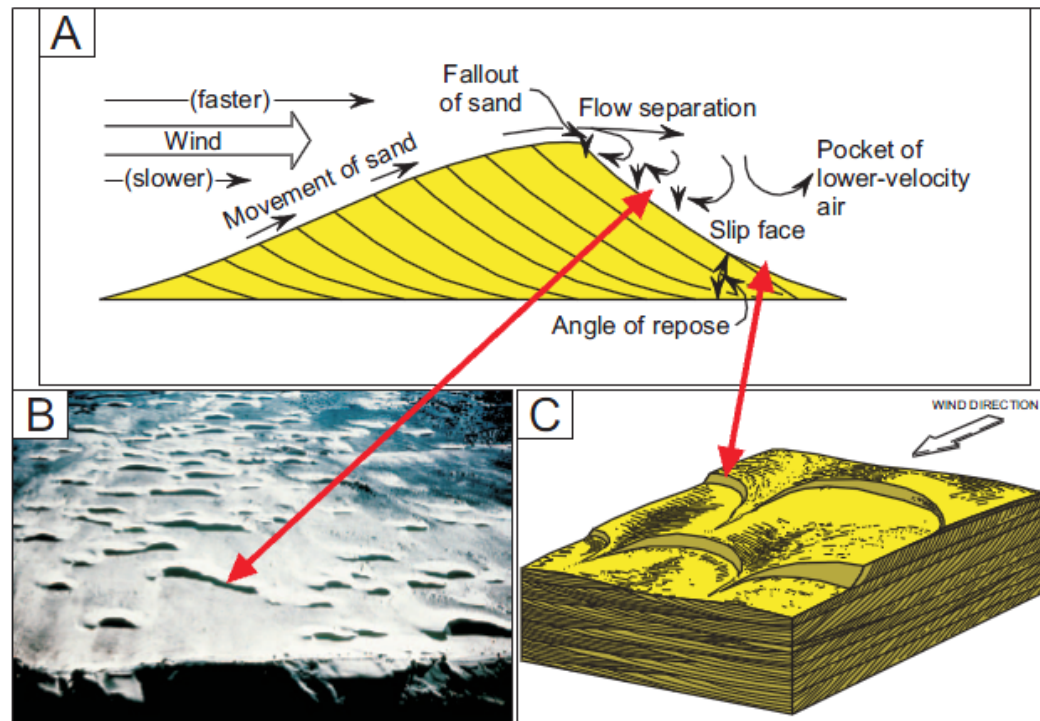 A
(faster)
Wind
(slower)
Movement of sand
Fallout
of sand
Flow separation
Pocket of
lower-velocity
air
Slip face
Angle of repose
B
C
WIND DIRECTION